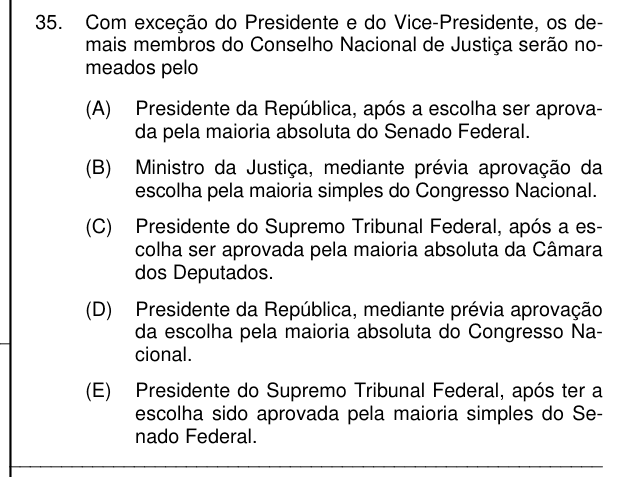 35. Com exceção do Presidente e do Vice-Presidente, os de-
mais membros do Conselho Nacional de Justiça serão no-
meados pelo
(A) Presidente da República, após a escolha ser aprova-
da pela maioria absoluta do Senado Federal.
(B) Ministro da Justiça, mediante prévia aprovação da
escolha pela maioria simples do Congresso Nacional.
(C) Presidente do Supremo Tribunal Federal, após a es-
colha ser aprovada pela maioria absoluta da Câmara
dos Deputados.
(D) Presidente da República, mediante prévia aprovação
da escolha pela maioria absoluta do Congresso Na-
cional.
(E) Presidente do Supremo Tribunal Federal, após ter a
escolha sido aprovada pela maioria simples do Se-
nado Federal.